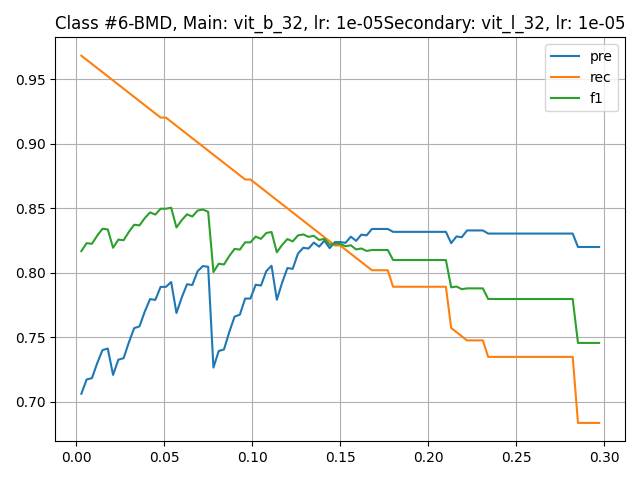 Class #6-BMD, Main: vit_b_32, lr: 1e-05Secondary: vit_l_32, lr: 1e-05
pre
rec
f1
0.95
0.90
0.85
0.80
0.75
0.70
0.00 0.05 0.10 0.15 0.20 0.25 0.30